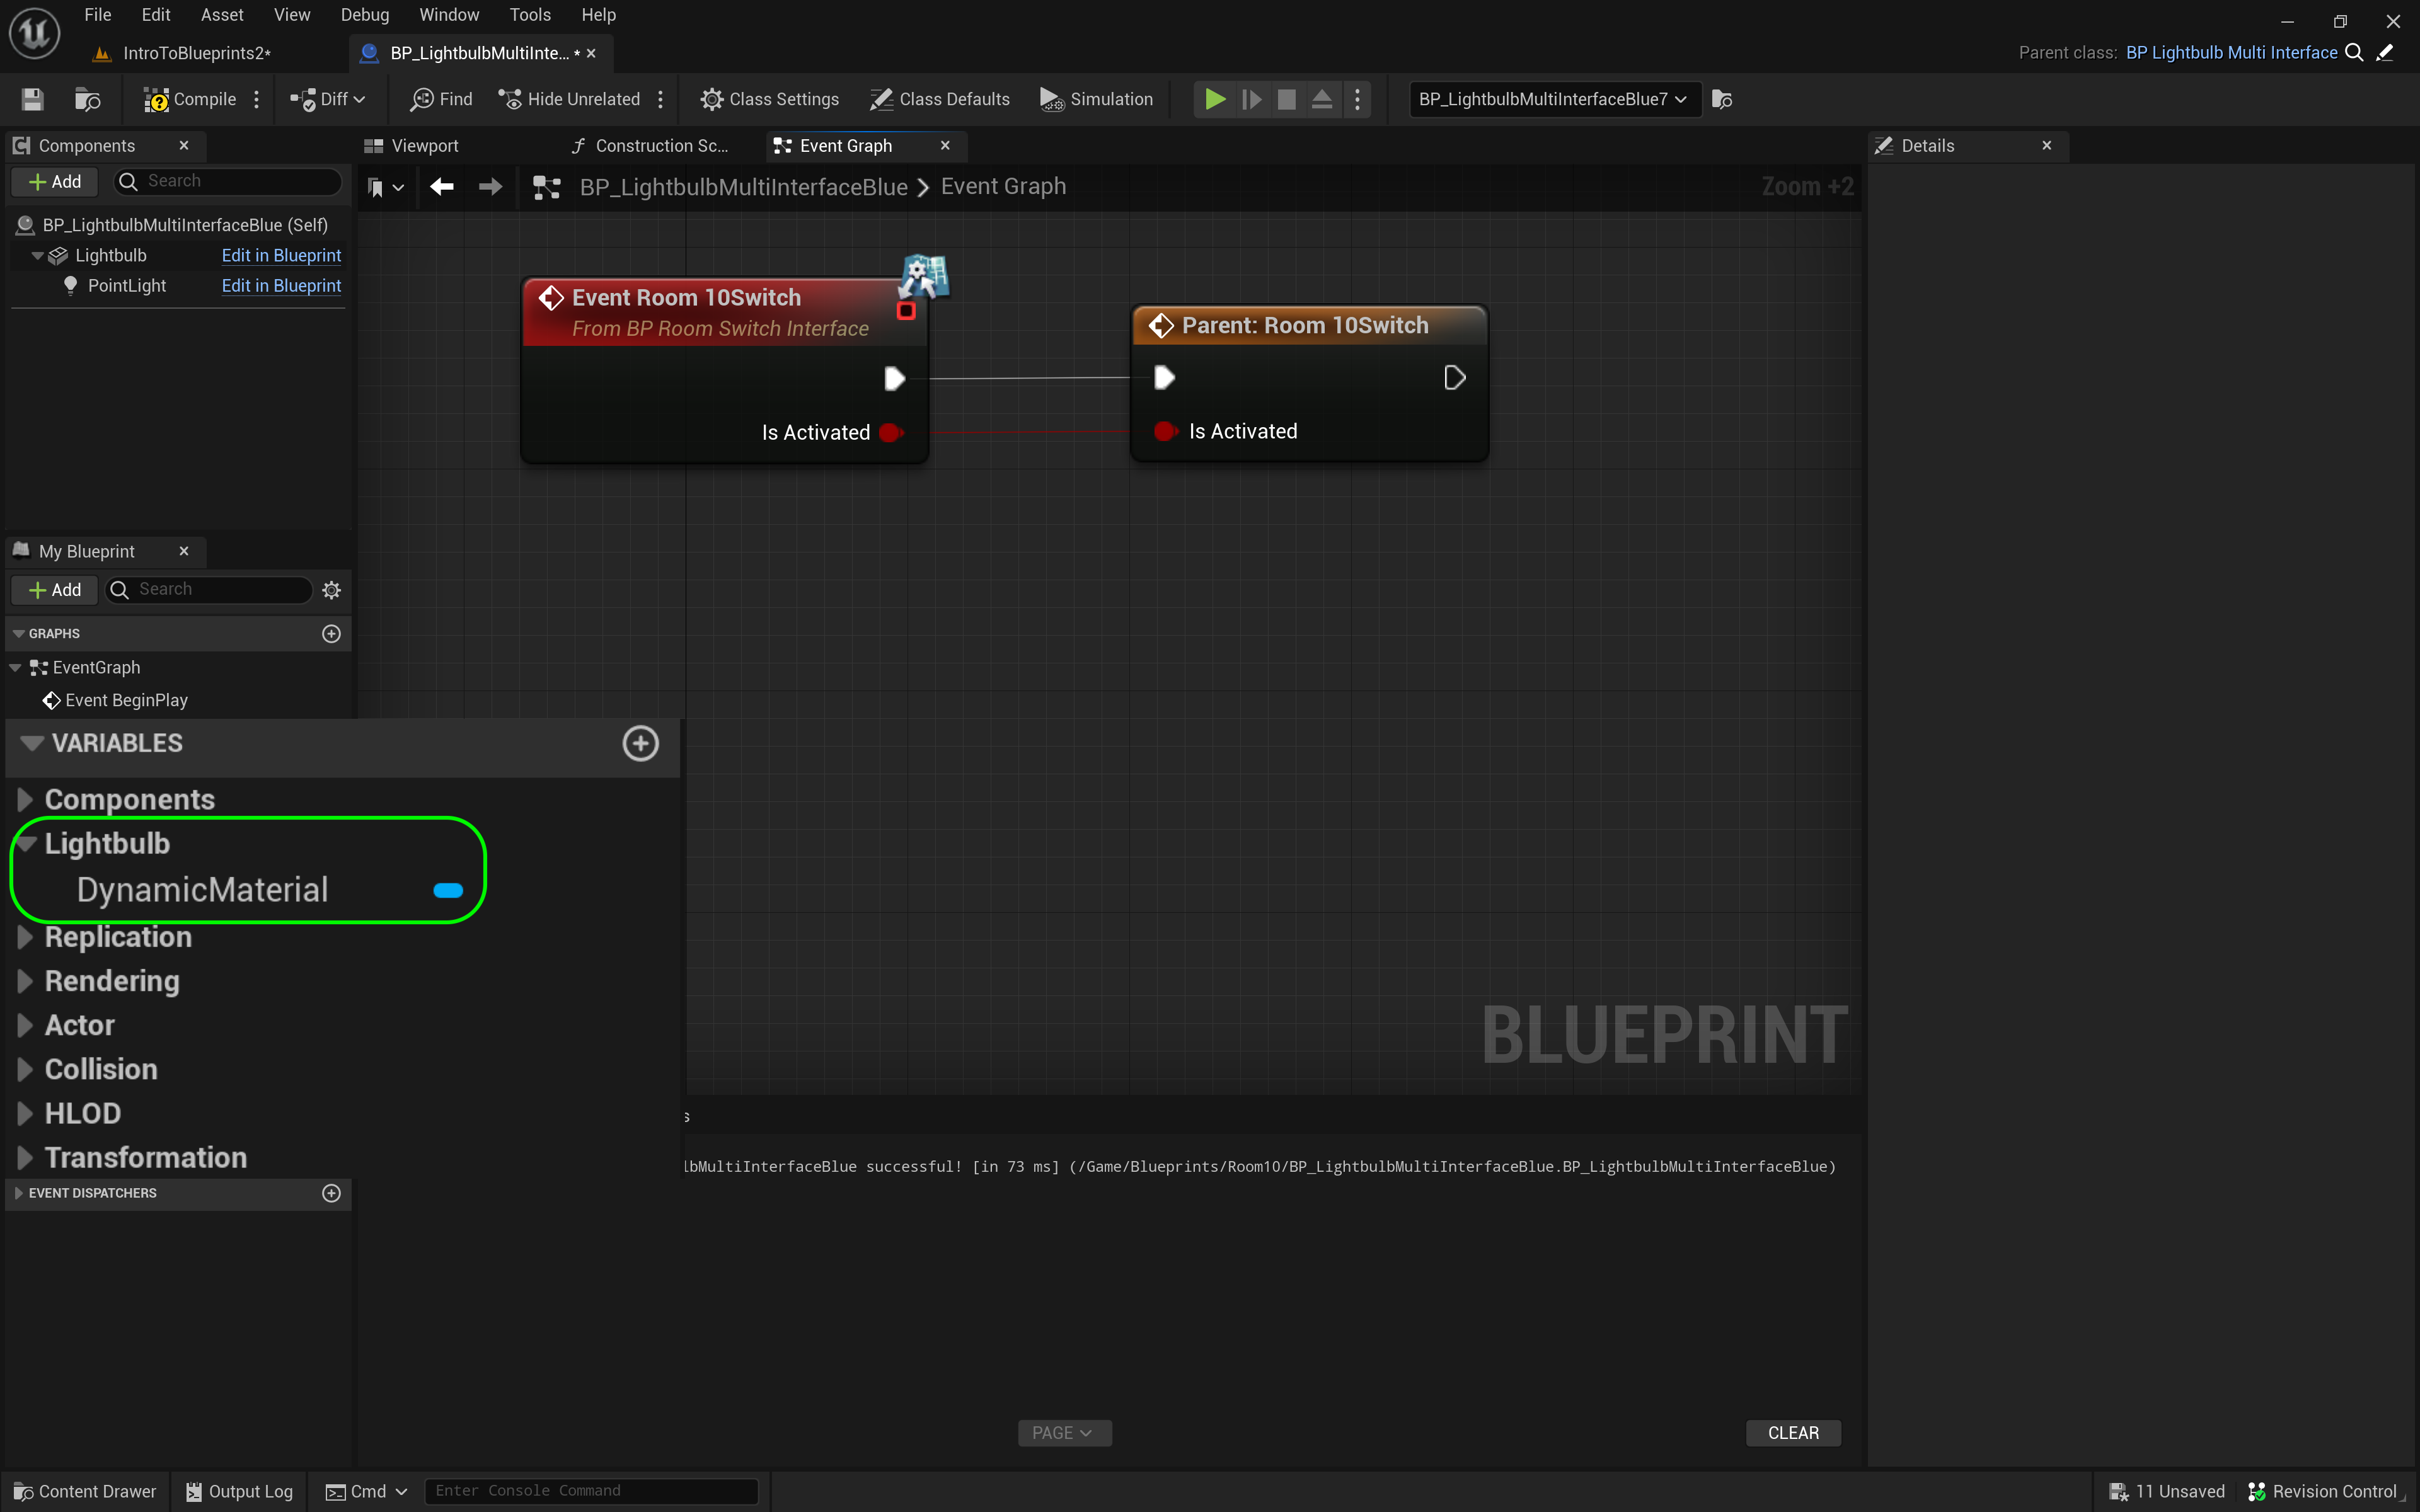 File Edit Asset View Debug Window Tools Help
IntroToBlueprints2*
BP_LightbulbMultiInte... *
Parent class: BP Lightbulb Multi Interface
Compile Diff Find Hide Unrelated Class Settings Class Defaults Simulation BP_LightbulbMultiInterfaceBlue7
Components
Viewport Construction Sc... Event Graph
Details
Add Search
BP_LightbulbMultiInterfaceBlue > Event Graph
Zoom +2
BP_LightbulbMultiInterfaceBlue (Self)
Lightbulb Edit in Blueprint
PointLight Edit in Blueprint
Event Room 10Switch
From BP Room Switch Interface
Is Activated
Parent: Room 10Switch
Is Activated
My Blueprint
Add Search
GRAPHS
EventGraph
Event BeginPlay
VARIABLES
Components
Lightbulb
DynamicMaterial
Replication
Rendering
Actor
Collision
HLOD
Transformation
EVENT DISPATCHERS
BLUEPRINT
s
lbMultiInterfaceBlue successful! [in 73 ms] (/Game/Blueprints/Room10/BP_LightbulbMultiInterfaceBlue.BP_LightbulbMultiInterfaceBlue)
PAGE
CLEAR
Content Drawer Output Log Cmd Enter Console Command
11 Unsaved Revision Control